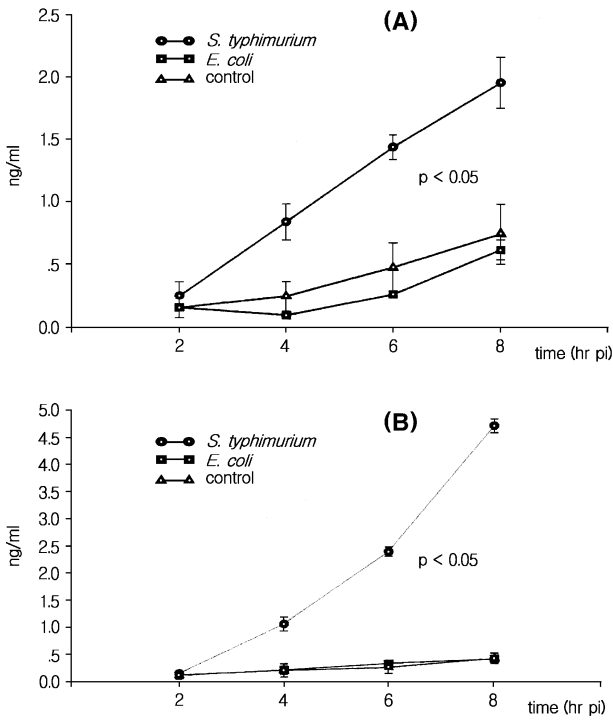 (A)
2.5
2.0
1.5
1.0
.5
0.0
ng/ml
S. typhimurium
E. coli
control
p < 0.05
2 4 6 8
time (hr pi)
(B)
5.0
4.5
4.0
3.5
3.0
2.5
2.0
1.5
1.0
.5
0.0
ng/ml
S. typhimurium
E. coli
control
p < 0.05
2 4 6 8
time (hr pi)